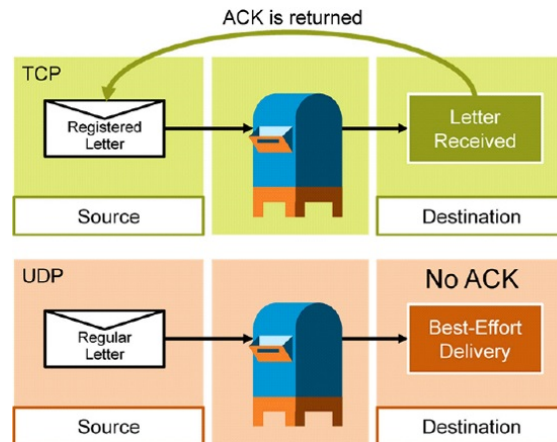 ACK is returned
TCP
Registered
Letter
Letter
Received
Source
Destination
UDP
No ACK
Regular
Letter
Best-Effort
Delivery
Source
Destination